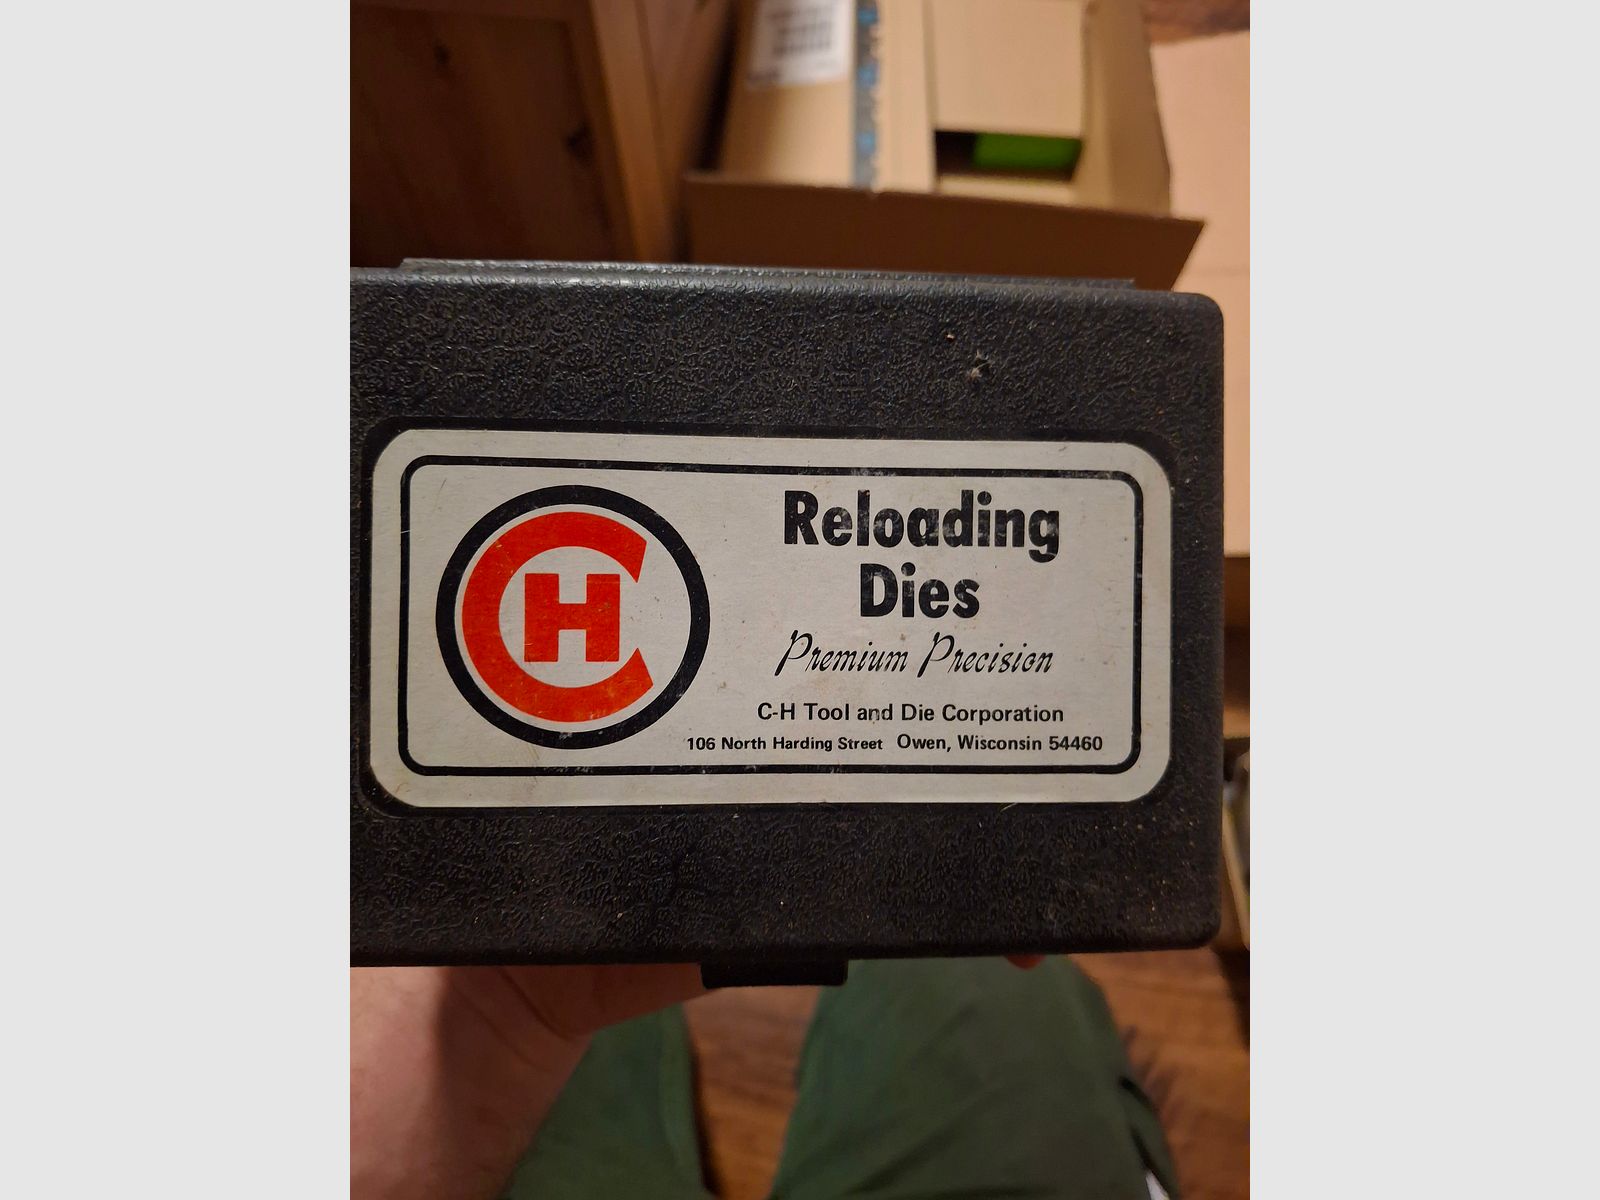 CH
Reloading
Dies
Premium Precision
C-H Tool and Die Corporation
106 North Harding Street Owen, Wisconsin 54460